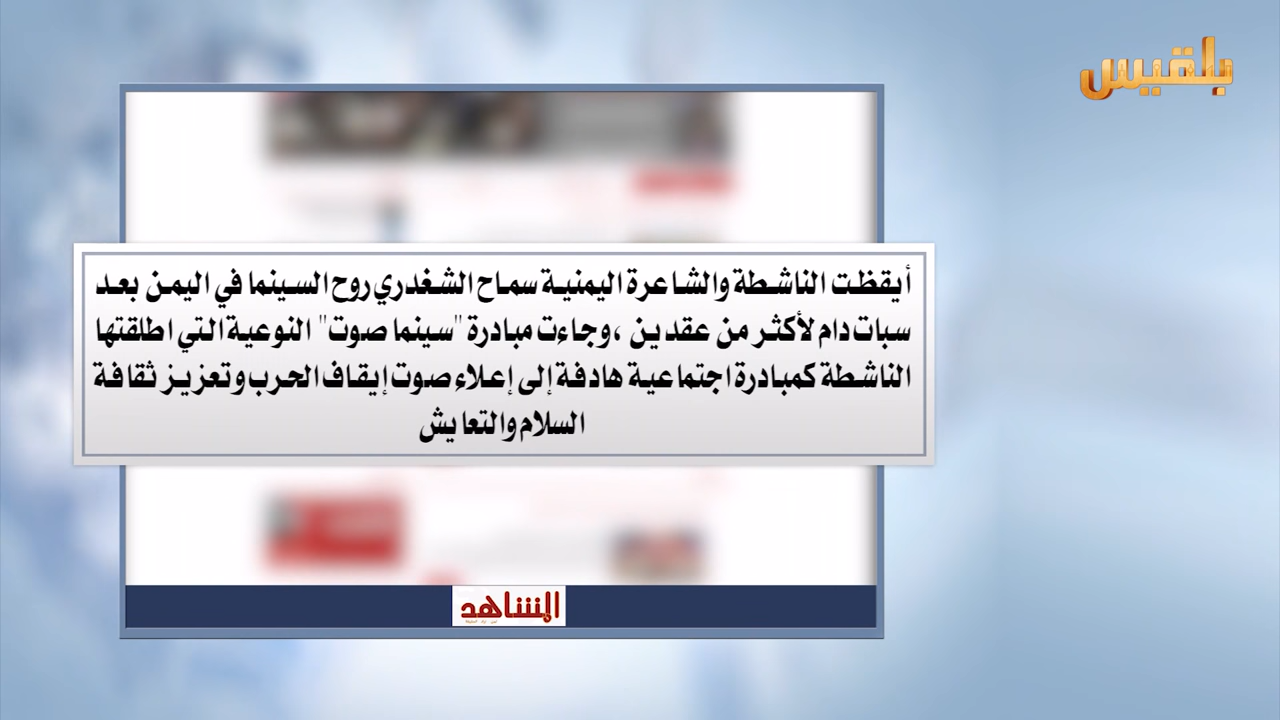 بلقيس
أيقظت الناشطة والشاعرة اليمنية سماح الشغدري روح السينما في اليمن بعد
سبات دام لأكثر من عقدين ،وجاءت مبادرة "سينما صوت" النوعية التي اطلقتها
الناشطة كمبادرة اجتماعية هادفة إلى إعلاء صوت إيقاف الحرب وتعزيز ثقافة
السلام والتعايش
المشاهد